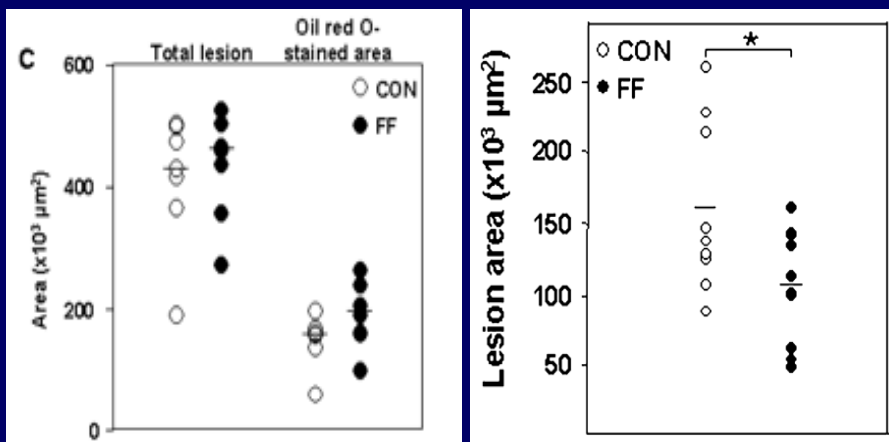 C
Total lesion
Oil red O-
stained area
CON
FF
Area (x10³ µm²)
600
400
200
0
*
CON
FF
Lesion area (x10³ µm²)
250
200
150
100
50